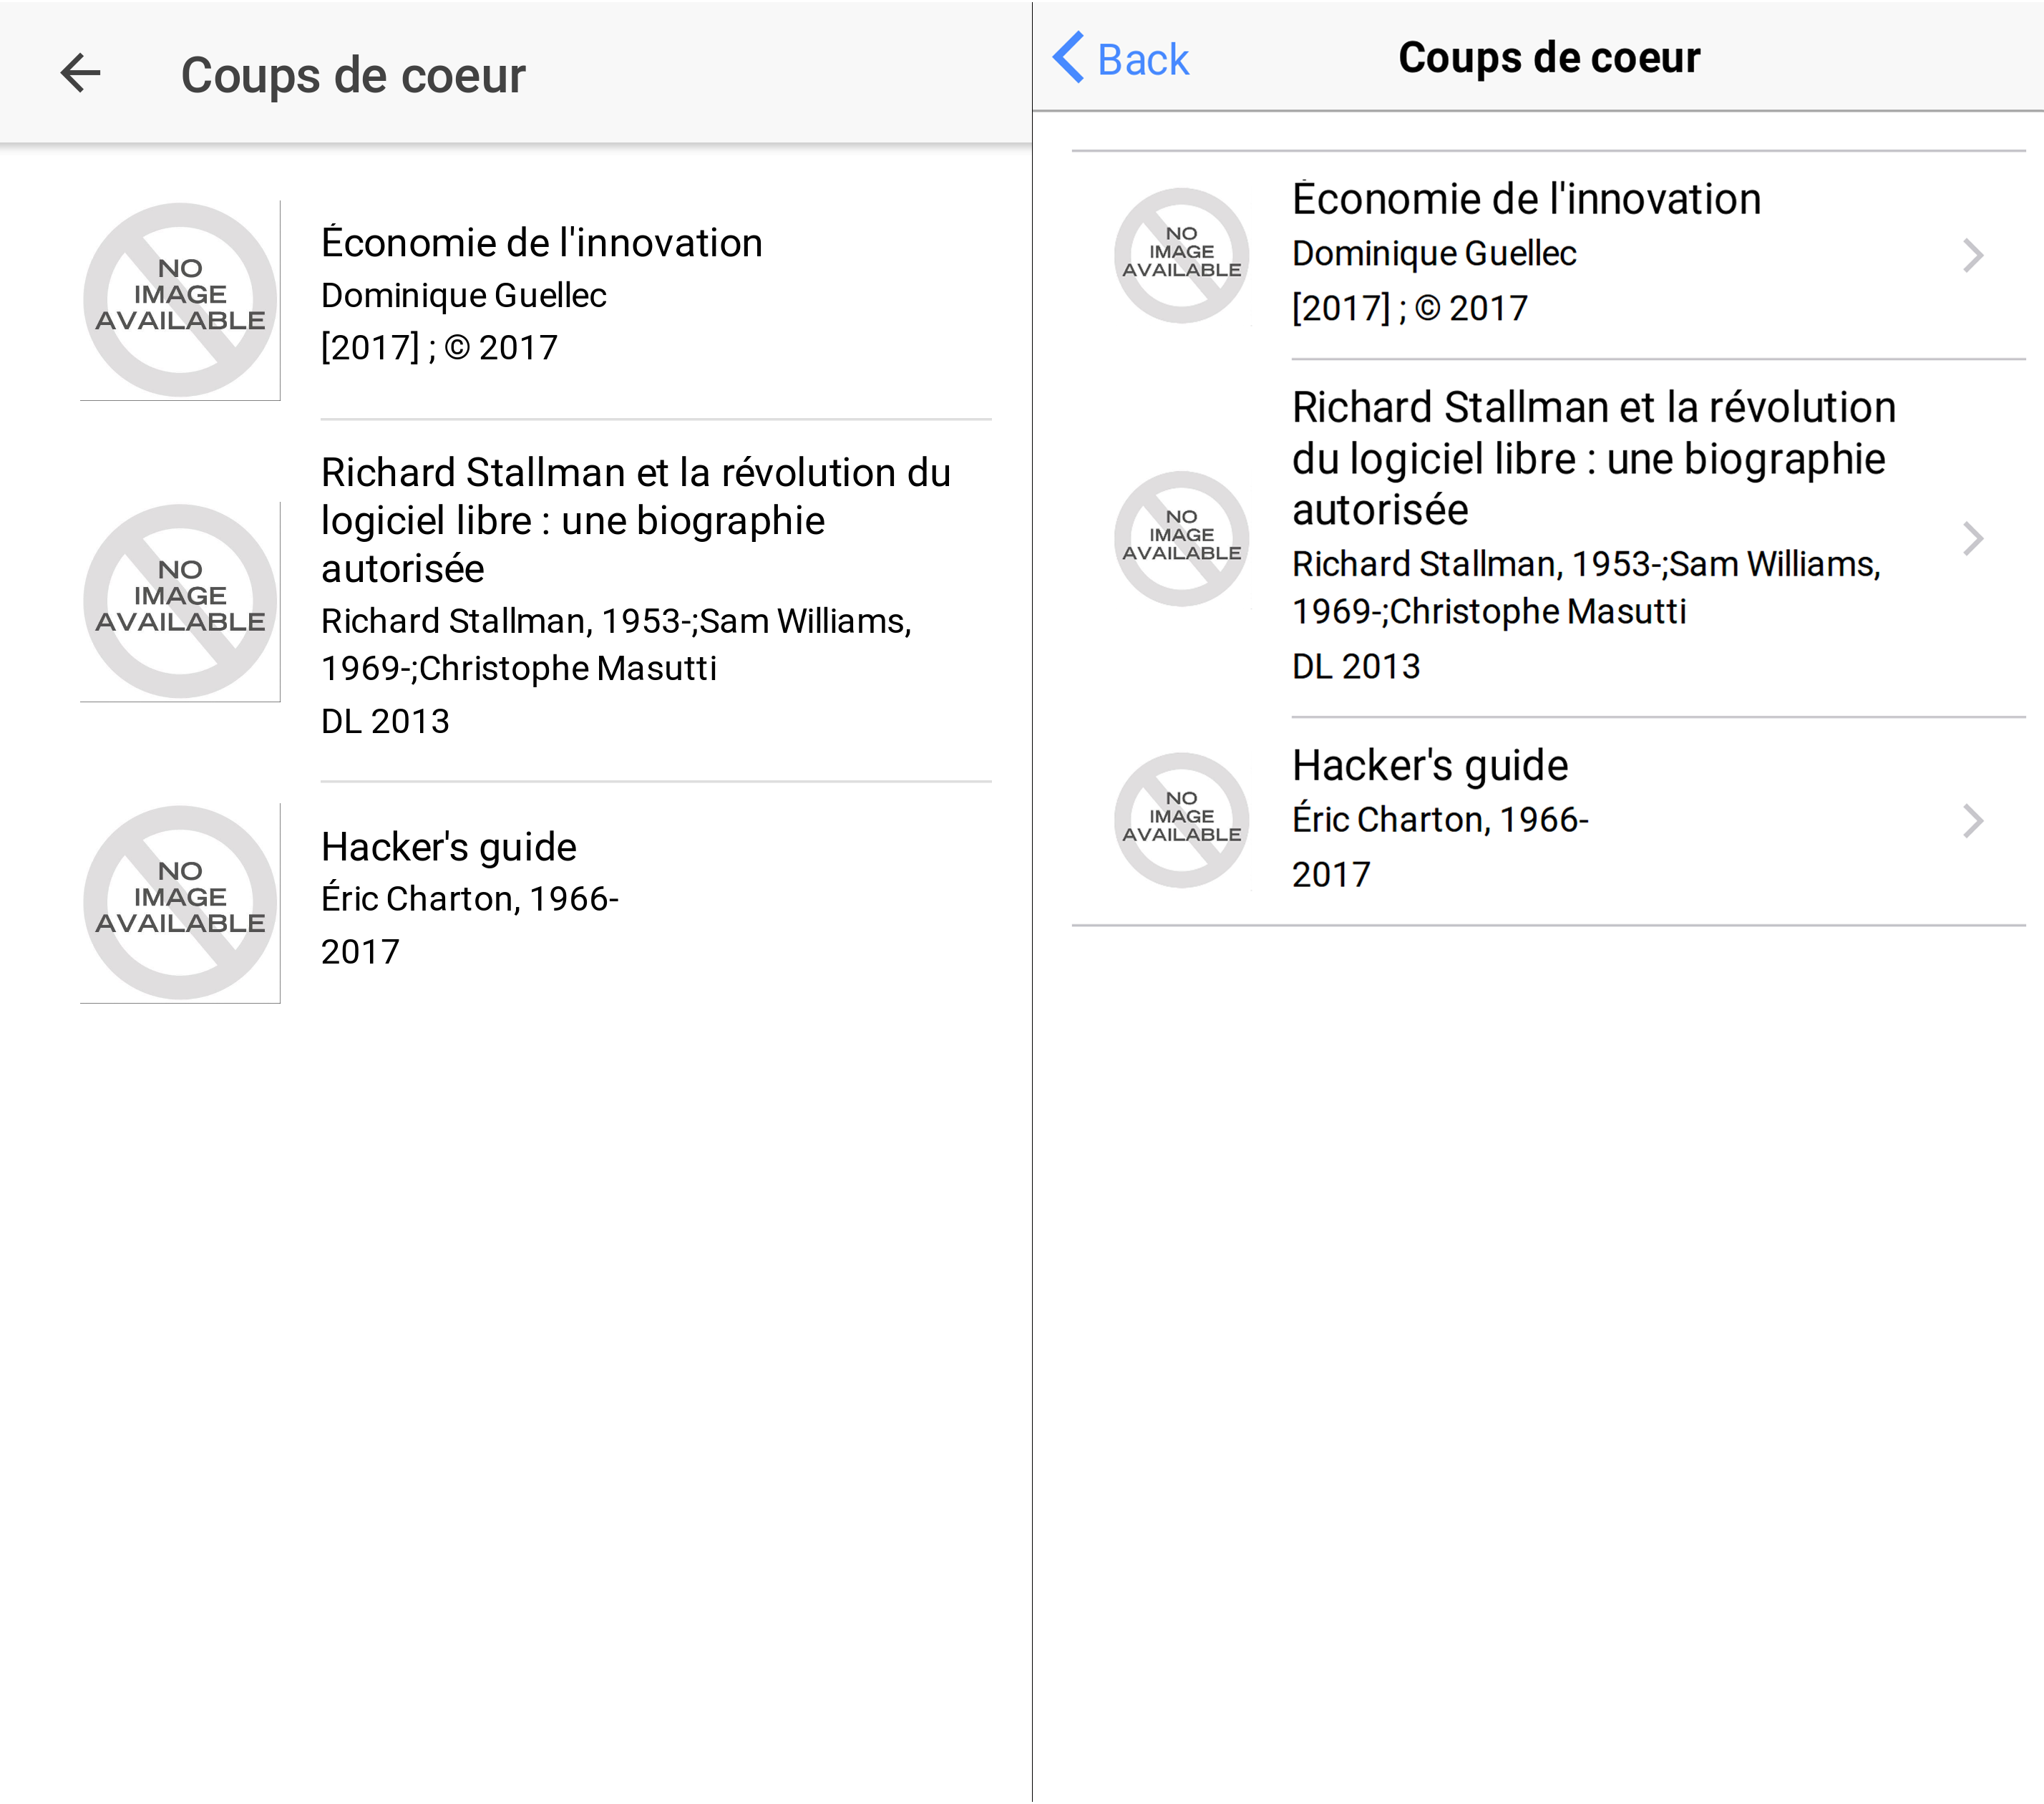 Coups de coeur
NO
IMAGE
AVAILABLE
Économie de l'innovation
Dominique Guellec
[2017] ; © 2017
NO
IMAGE
AVAILABLE
Richard Stallman et la révolution du
logiciel libre : une biographie
autorisée
Richard Stallman, 1953-;Sam Williams,
1969-;Christophe Masutti
DL 2013
NO
IMAGE
AVAILABLE
Hacker's guide
Éric Charton, 1966-
2017
Back
Coups de coeur
NO
IMAGE
AVAILABLE
Économie de l'innovation
Dominique Guellec
[2017] ; © 2017
NO
IMAGE
AVAILABLE
Richard Stallman et la révolution
du logiciel libre : une biographie
autorisée
Richard Stallman, 1953-;Sam Williams,
1969-;Christophe Masutti
DL 2013
NO
IMAGE
AVAILABLE
Hacker's guide
Éric Charton, 1966-
2017